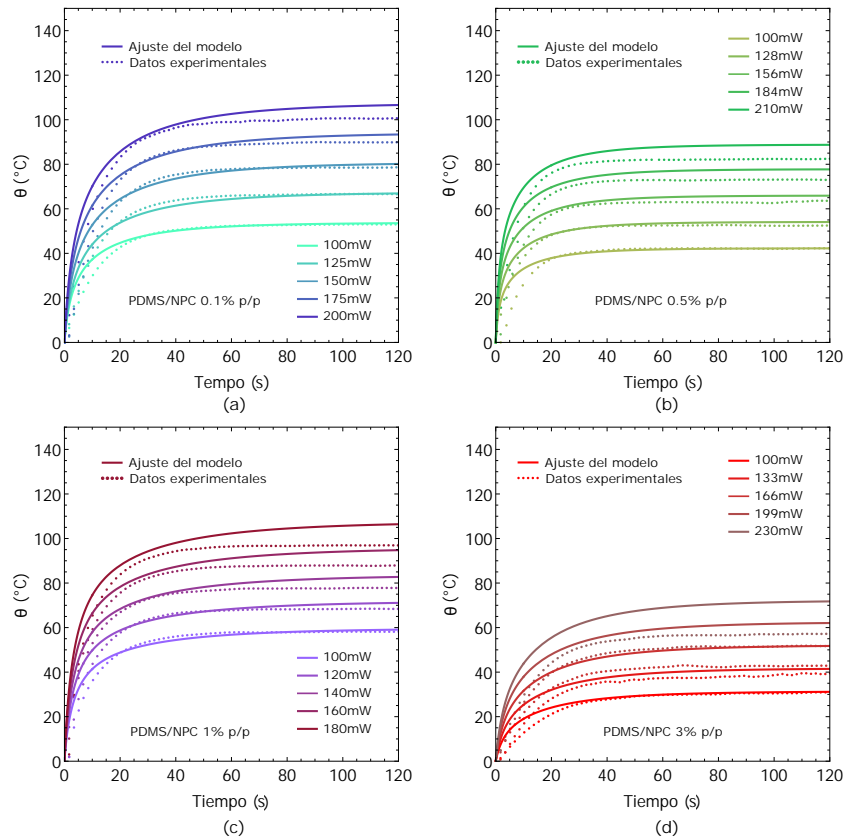 140
120
100
80
60
40
20
0
θ (°C)
Ajuste del modelo
Datos experimentales
100mW
125mW
150mW
175mW
200mW
PDMS/NPC 0.1% p/p
0 20 40 60 80 100 120
Tempo (s)
(a)
140
120
100
80
60
40
20
0
θ (°C)
Ajuste del modelo
Datos experimentales
100mW
128mW
156mW
184mW
210mW
PDMS/NPC 0.5% p/p
0 20 40 60 80 100 120
Tiempo (s)
(b)
140
120
100
80
60
40
20
0
θ (°C)
Ajuste del modelo
Datos experimentales
100mW
120mW
140mW
160mW
180mW
PDMS/NPC 1% p/p
0 20 40 60 80 100 120
Tiempo (s)
(c)
140
120
100
80
60
40
20
0
θ (°C)
Ajuste del modelo
Datos experimentales
100mW
133mW
166mW
199mW
230mW
PDMS/NPC 3% p/p
0 20 40 60 80 100 120
Tiempo (s)
(d)